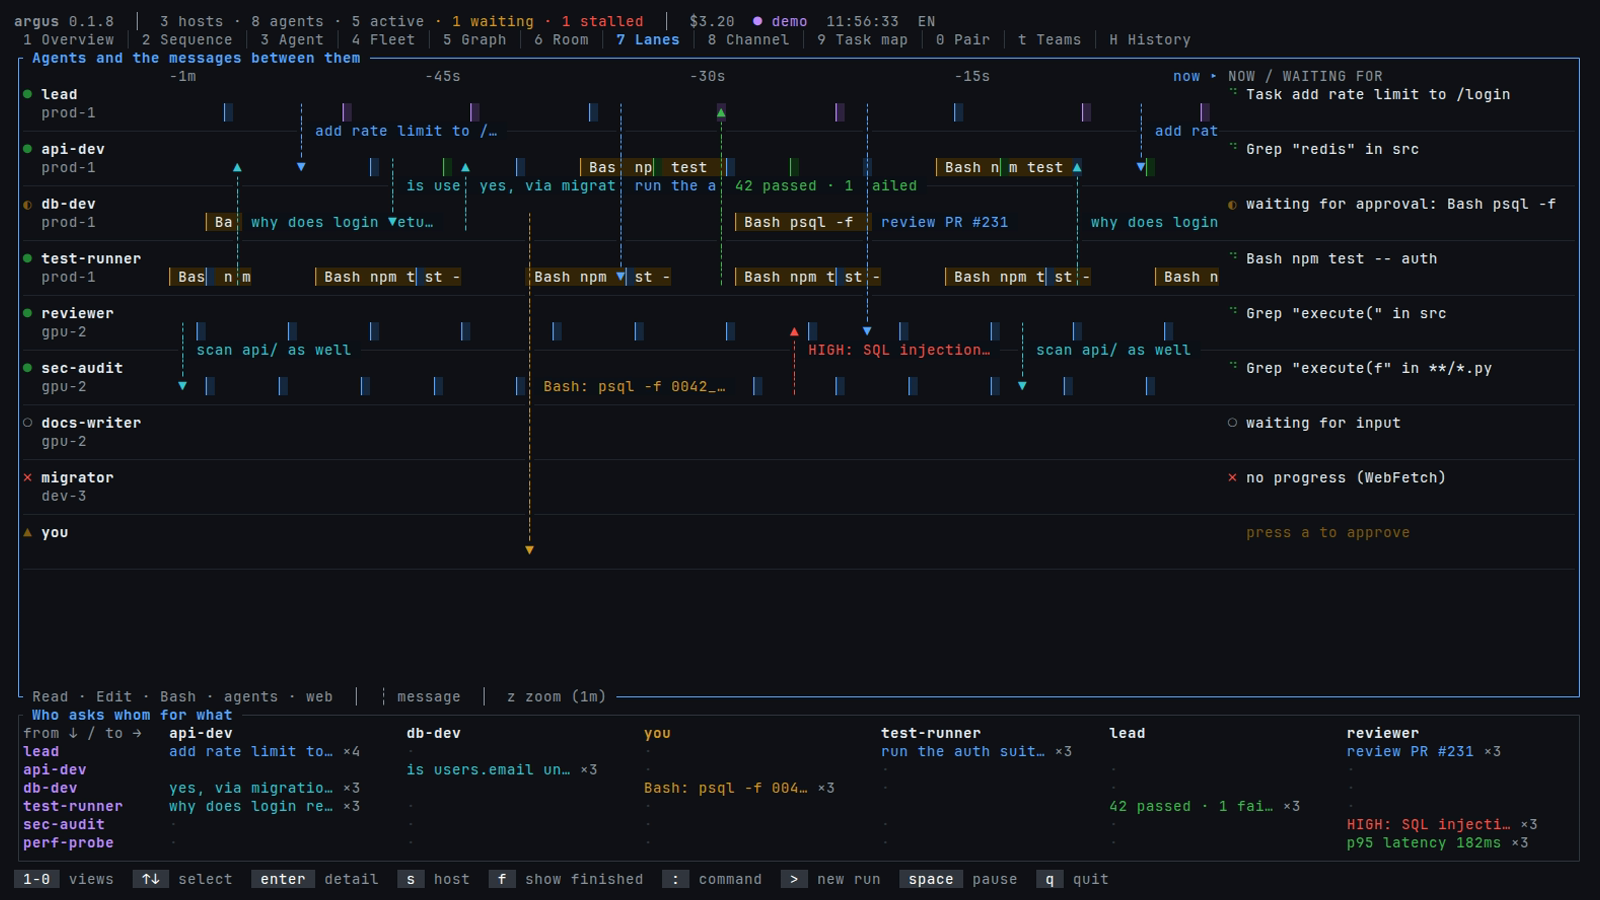 argus 0.1.8 │ 3 hosts · 8 agents · 5 active · 1 waiting · 1 stalled │ $3.20 ● demo 11:56:33 EN
1 Overview │ 2 Sequence │ 3 Agent │ 4 Fleet │ 5 Graph │ 6 Room │ 7 Lanes │ 8 Channel │ 9 Task map │ 0 Pair │ t Teams │ H History
Agents and the messages between them
-1m -45s -30s -15s now ▸ NOW / WAITING FOR
● lead Task add rate limit to /login
prod-1
add rate limit to /… add rat
● api-dev Grep "redis" in src
prod-1 Bas np test Bash n m test
is use yes, via migrat run the a 42 passed · 1 ailed
◐ db-dev ◐ waiting for approval: Bash psql -f
prod-1 Ba why does login etu… Bash psql -f review PR #231 why does login
● test-runner Bash npm test -- auth
prod-1 Bas n m Bash npm t st - Bash npm st - Bash npm t st - Bash npm t st - Bash n
● reviewer Grep "execute(" in src
gpu-2
scan api/ as well HIGH: SQL injection… scan api/ as well
● sec-audit Grep "execute(f" in **/*.py
gpu-2 Bash: psql -f 0042_…
○ docs-writer ○ waiting for input
gpu-2
✕ migrator ✕ no progress (WebFetch)
dev-3
▲ you press a to approve
Read · Edit · Bash · agents · web │ ┆ message │ z zoom (1m)
Who asks whom for what
from ↓ / to → api-dev db-dev you test-runner lead reviewer
lead add rate limit to… ×4 · · run the auth suit… ×3 review PR #231 ×3
api-dev is users.email un… ×3 · · · ·
db-dev yes, via migratio… ×3 Bash: psql -f 004… ×3 · · ·
test-runner why does login re… ×3 · · 42 passed · 1 fai… ×3 ·
sec-audit · · · · · HIGH: SQL injecti… ×3
perf-probe · · · · · p95 latency 182ms ×3
1-0 views ↑↓ select enter detail s host f show finished : command > new run space pause q quit